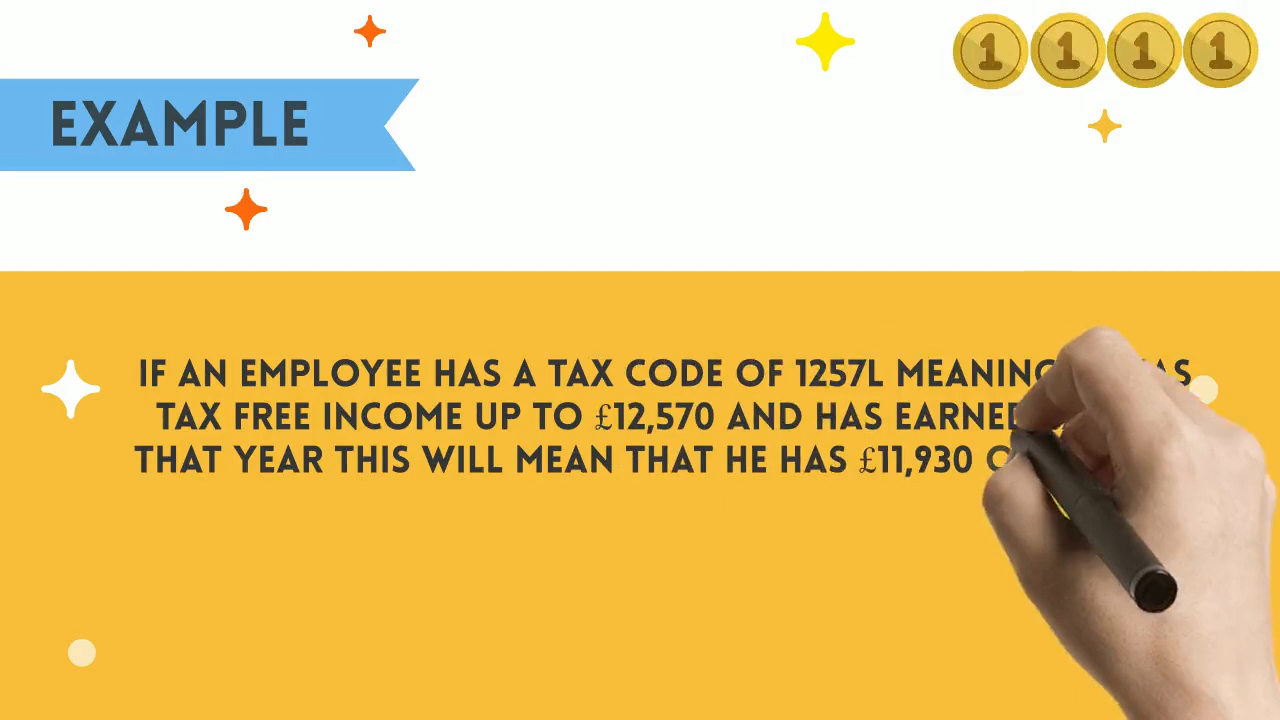 EXAMPLE
1 1 1 1
IF AN EMPLOYEE HAS A TAX CODE OF 1257L MEANING
TAX FREE INCOME UP TO £12,570 AND HAS EARNED
THAT YEAR THIS WILL MEAN THAT HE HAS £11,930